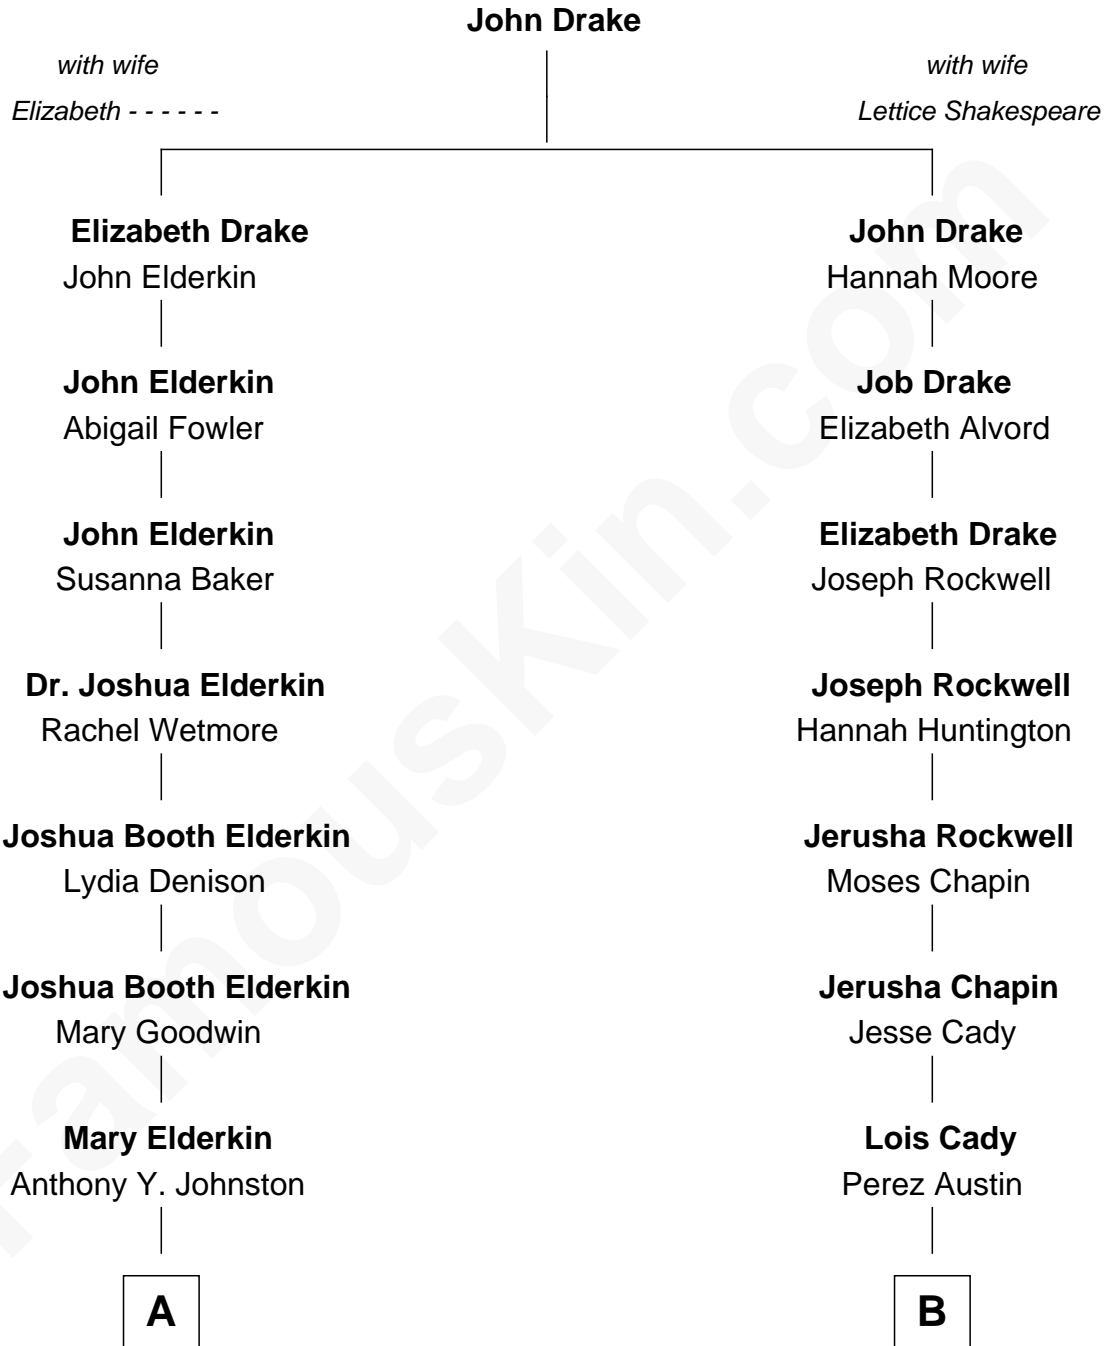 John Drake
with wife
Elizabeth - - - - - -
with wife
Lettice Shakespeare
Elizabeth Drake
John Elderkin
John Drake
Hannah Moore
John Elderkin
Abigail Fowler
Job Drake
Elizabeth Alvord
John Elderkin
Susanna Baker
Elizabeth Drake
Joseph Rockwell
Dr. Joshua Elderkin
Rachel Wetmore
Joseph Rockwell
Hannah Huntington
Joshua Booth Elderkin
Lydia Denison
Jerusha Rockwell
Moses Chapin
Joshua Booth Elderkin
Mary Goodwin
Jerusha Chapin
Jesse Cady
Mary Elderkin
Anthony Y. Johnston
Lois Cady
Perez Austin
A
B
FamousKin.com